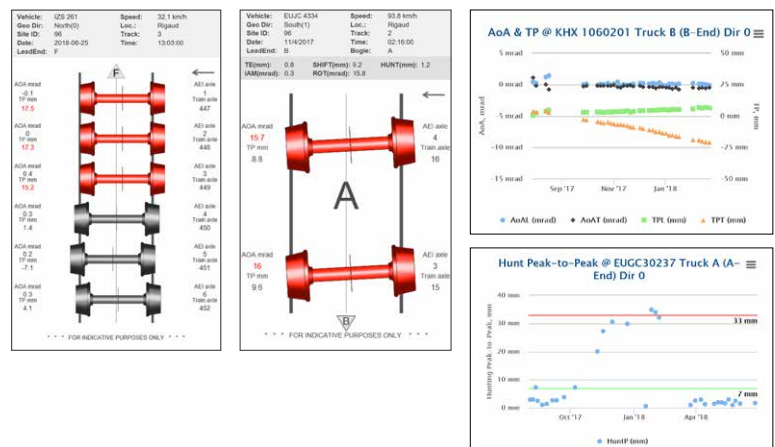 Vehicle: IZS 261 Speed: 32.1 km/h
Geo Dir: North(0) Loc.: Rigaud
Site ID: 96 Track: 3
Date: 2018-06-25 Time: 13:03:00
LeadEnd: F
F
AOA mrad
-0.1
TP mm
17.5
AEI axle
1
Train axle
447
AOA mrad
0
TP mm
17.3
AEI axle
2
Train axle
448
AOA mrad
0.4
TP mm
15.2
AEI axle
3
Train axle
449
AOA mrad
0.3
TP mm
1.4
AEI axle
4
Train axle
450
AOA mrad
0.2
TP mm
-7.1
AEI axle
5
Train axle
451
AOA mrad
0.3
TP mm
4.1
AEI axle
6
Train axle
452
* * * FOR INDICATIVE PURPOSES ONLY * * *
Vehicle: EUJC 4334 Speed: 93.8 km/h
Geo Dir: South(1) Loc.: Rigaud
Site ID: 96 Track: 2
Date: 11/4/2017 Time: 02:16:00
LeadEnd: B Bogie: A
TE(mm): 0.8 SHIFT(mm): 5.2 HUNT(mm): 1.2
IAM(mrad): 0.3 ROT(mrad): 15.8
AOA mrad
15.7
TP mm
8.8
AEI axle
4
Train axle
16
A
AOA mrad
16
TP mm
9.6
AEI axle
3
Train axle
15
B
* * * FOR INDICATIVE PURPOSES ONLY * * *
AoA & TP @ KHX 1060201 Truck B (B-End) Dir 0
5 mrad 50 mm
0 mrad 25 mm
-5 mrad 0 mm
-10 mrad -25 mm
-15 mrad -50 mm
AoA, mrad
TP, mm
Sep '17 Nov '17 Jan '18
AoAL (mrad) AoAT (mrad) TPL (mm) TPT (mm)
Hunt Peak-to-Peak @ EUGC30237 Truck A (A-
End) Dir 0
Hunting Peak-to-Peak, mm
40 mm
33 mm
30 mm
20 mm
10 mm
7 mm
0 mm
Oct '17 Jan '18 Apr '18
HuntP (mm)